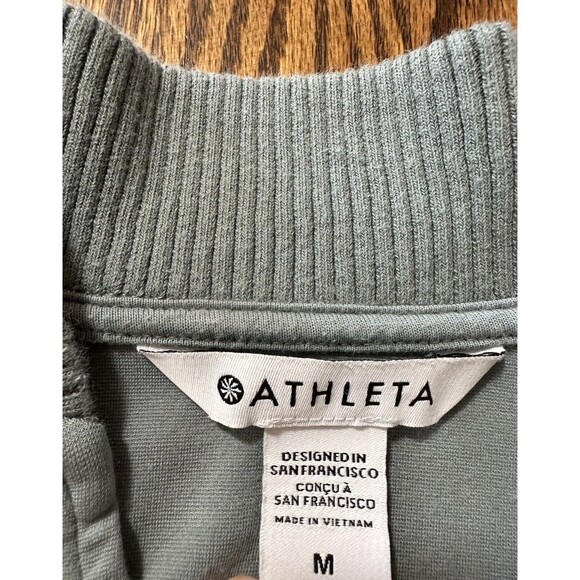 ATHLETA
DESIGNED IN
SAN FRANCISCO
CONÇU À
SAN FRANCISCO
MADE IN VIETNAM
M